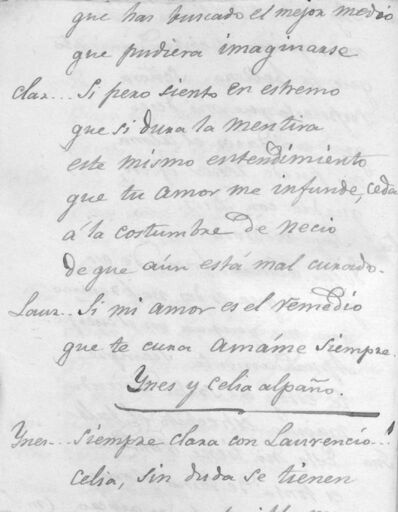 que has buscado el mejor medio
que pudiera imaginarse
Clar... Si pero siento en estremo
que si dura la mentira
este mismo entendimiento
que tu amor me infunde, ceda
á la costumbre de necio
de que aún está mal curado.
Laur.. Si mi amor es el remedio
que te cura amáme siempre.
Ynes y Celia al paño.
Ynes... Siempre Clara con Laurencio...!
Celia, sin duda se tienen